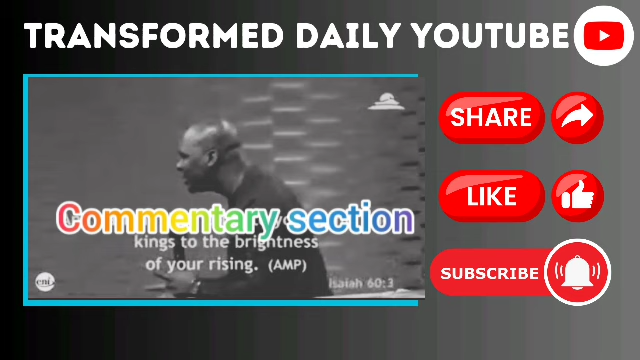 TRANSFORMED DAILY YOUTUBE
SHARE
LIKE
SUBSCRIBE
Commentary section
kings to the brightness
of your rising. (AMP)
Isaiah 60:3